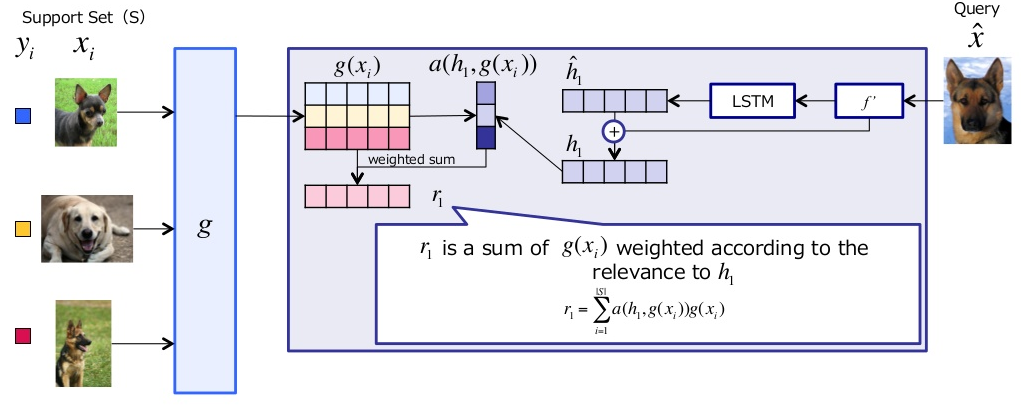 Support Set (S)
y_i x_i
Query
x̂
g
g(x_i)
a(h_1, g(x_i))
ĥ_1
LSTM
f'
+
h_1
weighted sum
r_1
r_1 is a sum of g(x_i) weighted according to the
relevance to h_1
r_1 = \sum_{i=1}^{|S|} a(h_1, g(x_i))g(x_i)